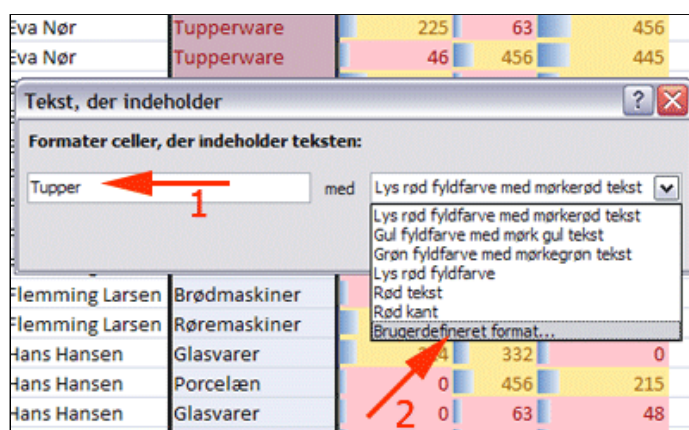 Eva Nør Tupperware 225 63 456
Eva Nør Tupperware 46 456 445
Tekst, der indeholder
Formater celler, der indeholder teksten:
Tupper med Lys rød fyldfarve med mørkerød tekst
1
Lys rød fyldfarve med mørkerød tekst
Gul fyldfarve med mørk gul tekst
Grøn fyldfarve med mørkegrøn tekst
Lys rød fyldfarve
Rød tekst
Rød kant
Brugerdefineret format...
Flemming Larsen Brødmaskiner
Flemming Larsen Røremaskiner
Hans Hansen Glasvarer 332 0
Hans Hansen Porcelæn 0 456 215
Hans Hansen Glasvarer 0 63 48
2